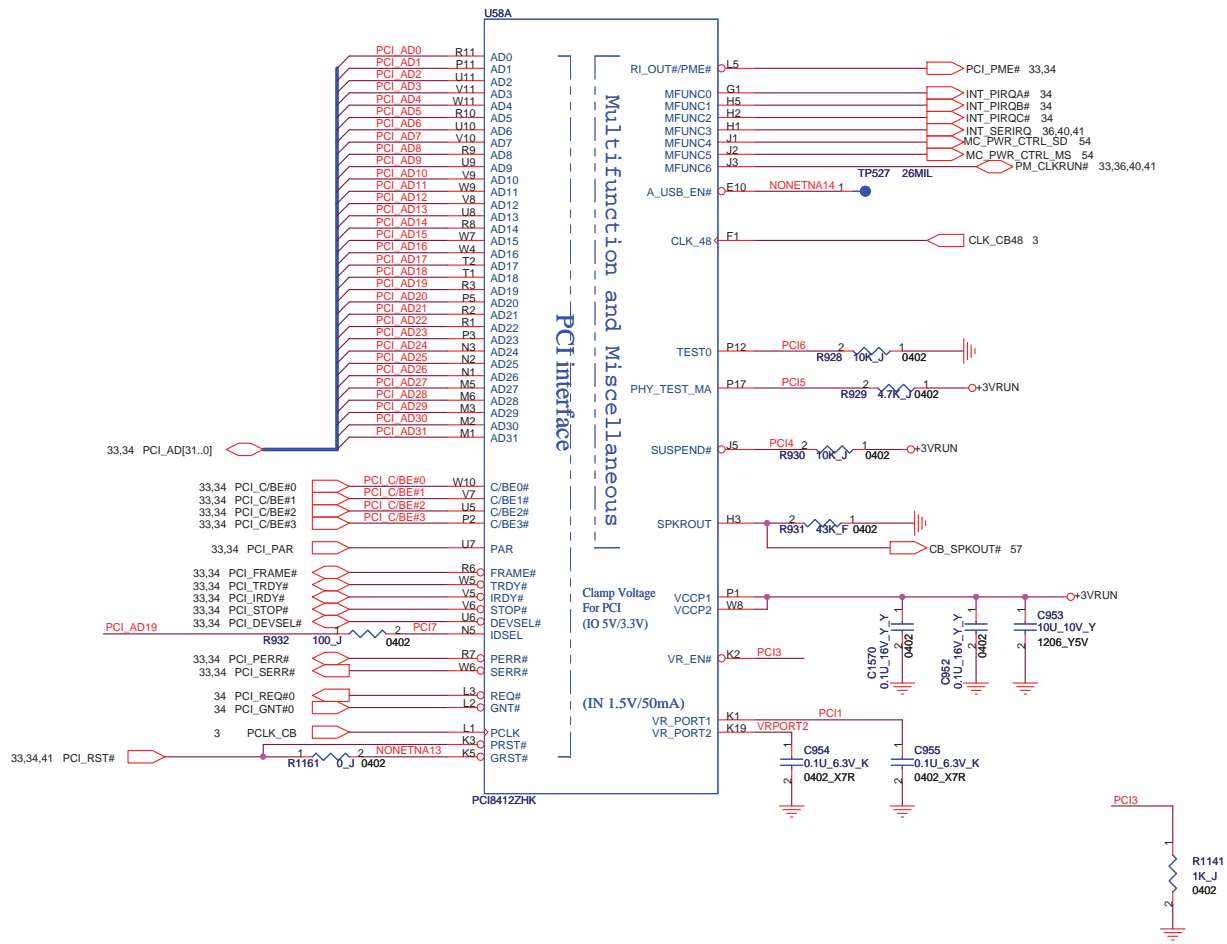 U58A
PCI_AD0 R11 AD0
PCI_AD1 P11 AD1
PCI_AD2 U11 AD2
PCI_AD3 V11 AD3
PCI_AD4 W11 AD4
PCI_AD5 R10 AD5
PCI_AD6 U10 AD6
PCI_AD7 V10 AD7
PCI_AD8 R9 AD8
PCI_AD9 U9 AD9
PCI_AD10 V9 AD10
PCI_AD11 W9 AD11
PCI_AD12 V8 AD12
PCI_AD13 U8 AD13
PCI_AD14 R8 AD14
PCI_AD15 W7 AD15
PCI_AD16 W4 AD16
PCI_AD17 T2 AD17
PCI_AD18 T1 AD18
PCI_AD19 R3 AD19
PCI_AD20 P5 AD20
PCI_AD21 R2 AD21
PCI_AD22 R1 AD22
PCI_AD23 P3 AD23
PCI_AD24 N3 AD24
PCI_AD25 N2 AD25
PCI_AD26 N1 AD26
PCI_AD27 M5 AD27
PCI_AD28 M6 AD28
PCI_AD29 M3 AD29
PCI_AD30 M2 AD30
PCI_AD31 M1 AD31
33,34 PCI_AD[31..0]
33,34 PCI_C/BE#0 PCI_C/BE#0 W10 C/BE0#
33,34 PCI_C/BE#1 PCI_C/BE#1 V7 C/BE1#
33,34 PCI_C/BE#2 PCI_C/BE#2 U5 C/BE2#
33,34 PCI_C/BE#3 PCI_C/BE#3 P2 C/BE3#
33,34 PCI_PAR U7 PAR
33,34 PCI_FRAME# R6 FRAME#
33,34 PCI_TRDY# W5 TRDY#
33,34 PCI_IRDY# V5 IRDY#
33,34 PCI_STOP# V6 STOP#
33,34 PCI_DEVSEL# U6 DEVSEL#
PCI_AD19 1 2 PCI7 N5 IDSEL
R932 100_J 0402
33,34 PCI_PERR# R7 PERR#
33,34 PCI_SERR# W6 SERR#
34 PCI_REQ#0 L3 REQ#
34 PCI_GNT#0 L2 GNT#
3 PCLK_CB L1 PCLK
K3 PRST#
33,34,41 PCI_RST# 1 2 NONETNA13 K5 GRST#
R1161 0_J 0402
PCI8412ZHK
PCI interface
Multifunction and Miscellaneous
RI_OUT#/PME# L5 PCI_PME# 33,34
MFUNC0 G1 INT_PIRQA# 34
MFUNC1 H5 INT_PIRQB# 34
MFUNC2 H2 INT_PIRQC# 34
MFUNC3 H1 INT_SERIRQ 36,40,41
MFUNC4 J1 MC_PWR_CTRL_SD 54
MFUNC5 J2 MC_PWR_CTRL_MS 54
MFUNC6 J3 PM_CLKRUN# 33,36,40,41
TP527 26MIL
A_USB_EN# E10 NONETNA14 1
CLK_48 F1 CLK_CB48 3
TEST0 P12 PCI6 2 1
R928 10K_J 0402
PHY_TEST_MA P17 PCI5 2 1 +3VRUN
R929 4.7K_J 0402
SUSPEND# J5 PCI4 2 1 +3VRUN
R930 10K_J 0402
SPKROUT H3 2 1
R931 43K_F 0402
CB_SPKOUT# 57
Clamp Voltage
For PCI
(IO 5V/3.3V)
VCCP1 P1 +3VRUN
VCCP2 W8
1 2 C1570 0.1U_16V_Y_Y 0402
1 2 C952 0.1U_16V_Y_Y 0402
1 2 C953
10U_10V_Y
1206_Y5V
VR_EN# K2 PCI3
(IN 1.5V/50mA)
VR_PORT1 K1 PCI1
VR_PORT2 K19 VRPORT2
1 2 C954
0.1U_6.3V_K
0402_X7R
1 2 C955
0.1U_6.3V_K
0402_X7R
PCI3
1 2 R1141
1K_J
0402